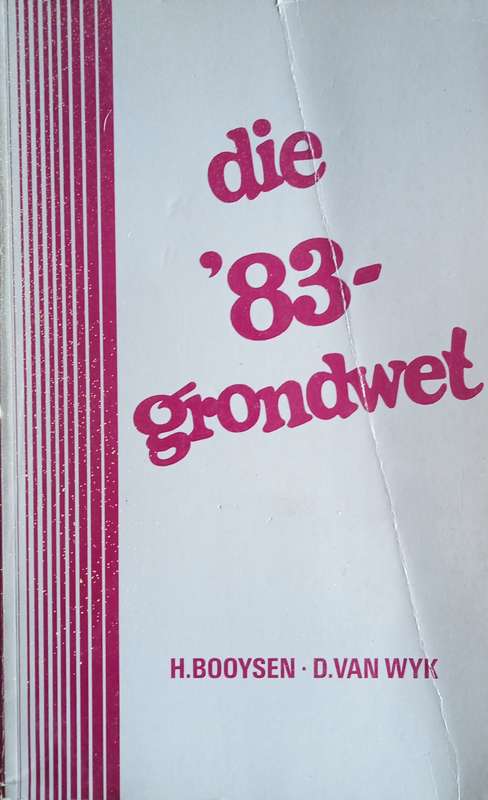 die
’83-
grondwet
H.BOOYSEN · D.VAN WYK